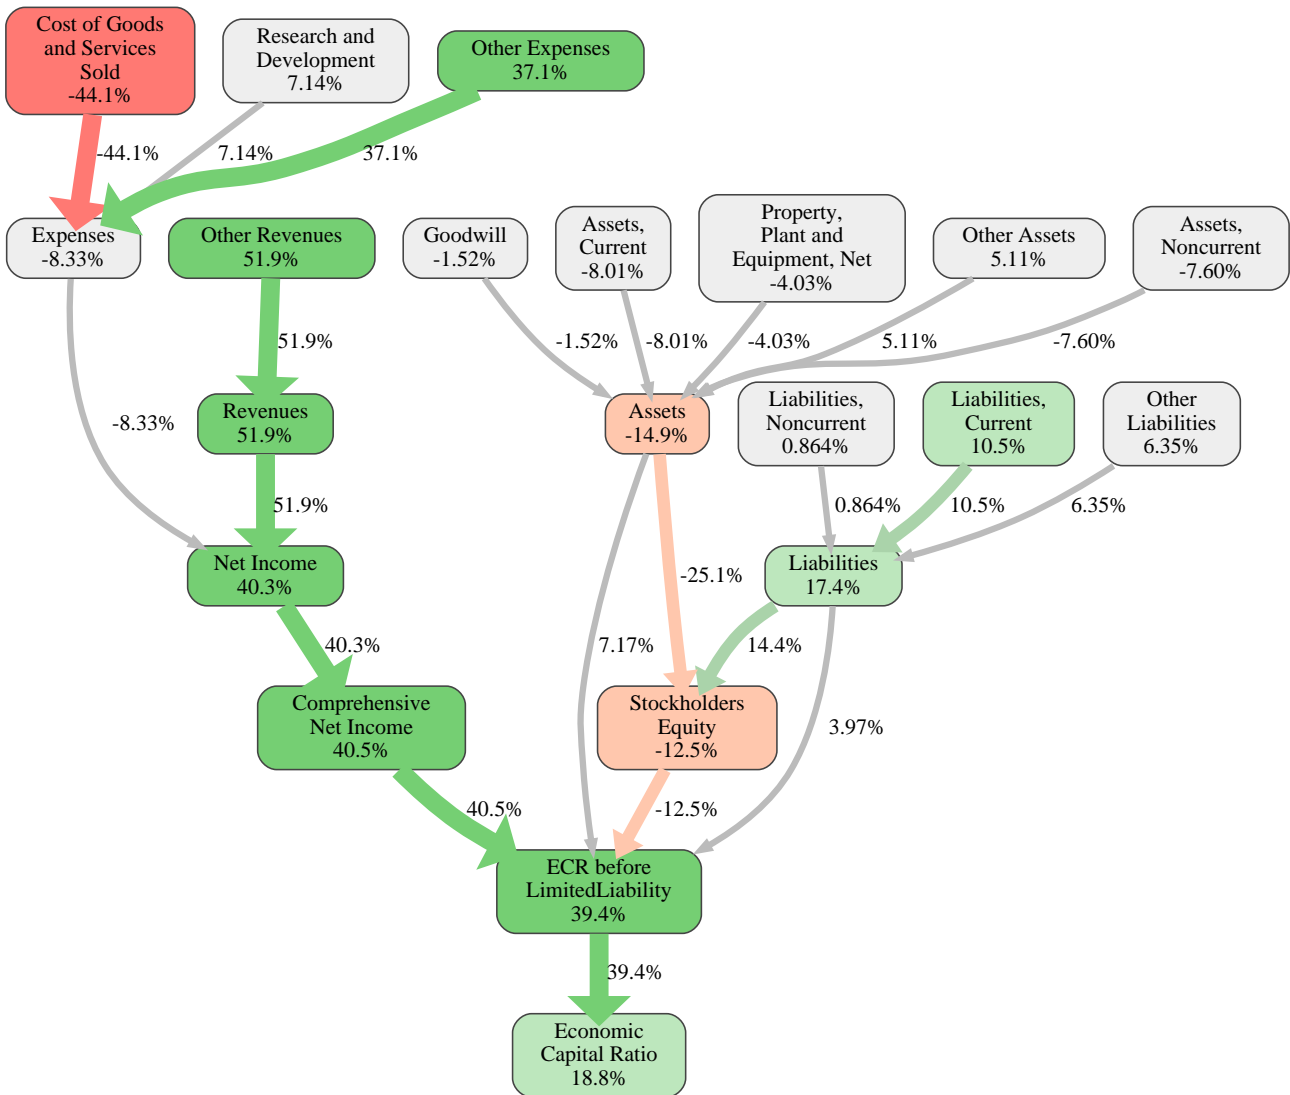 Cost of Goods
and Services
Sold
-44.1%
Research and
Development
7.14%
Other Expenses
37.1%
-44.1%
7.14%
37.1%
Expenses
-8.33%
Other Revenues
51.9%
Goodwill
-1.52%
Assets,
Current
-8.01%
Property,
Plant and
Equipment, Net
-4.03%
Other Assets
5.11%
Assets,
Noncurrent
-7.60%
51.9%
-1.52%
-8.01%
-4.03%
5.11%
-7.60%
-8.33%
Revenues
51.9%
Assets
-14.9%
Liabilities,
Noncurrent
0.864%
Liabilities,
Current
10.5%
Other
Liabilities
6.35%
51.9%
0.864%
10.5%
6.35%
Net Income
40.3%
-25.1%
Liabilities
17.4%
40.3%
7.17%
14.4%
Comprehensive
Net Income
40.5%
Stockholders
Equity
-12.5%
3.97%
40.5%
-12.5%
ECR before
LimitedLiability
39.4%
39.4%
Economic
Capital Ratio
18.8%